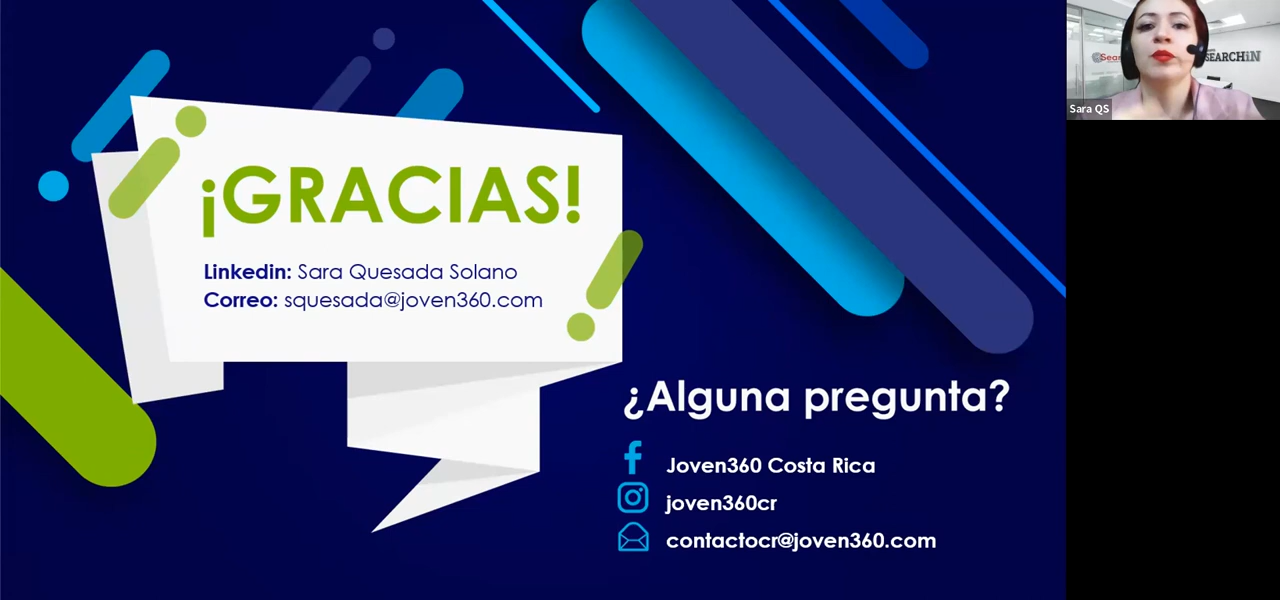 ¡GRACIAS!
Linkedin: Sara Quesada Solano
Correo: squesada@joven360.com
¿Alguna pregunta?
Joven360 Costa Rica
joven360cr
contactocr@joven360.com
SEARCHIN
Sara QS